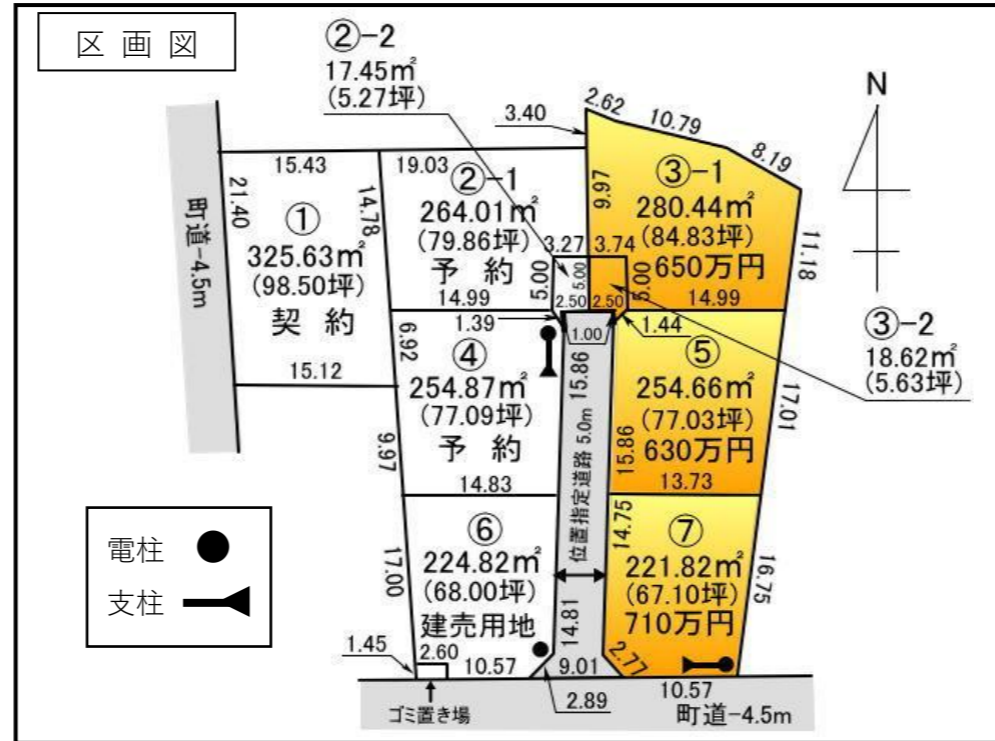 区画図
②-2
17.45㎡
(5.27坪)
3.40
2.62
10.79
8.19
N
15.43
21.40
町道-4.5m
①
325.63㎡
(98.50坪)
契約
14.78
15.12
19.03
②-1
264.01㎡
(79.86坪)
予約
14.99
3.27
5.00
5.00
2.50
9.97
③-1
280.44㎡
(84.83坪)
650万円
3.74
5.00
2.50
14.99
11.18
③-2
18.62㎡
(5.63坪)
6.92
1.39
④
254.87㎡
(77.09坪)
予約
9.97
14.83
1.00
15.86
位置指定道路 5.0m
1.44
⑤
254.66㎡
(77.03坪)
630万円
15.86
13.73
17.01
⑥
224.82㎡
(68.00坪)
建売用地
17.00
1.45
2.60
10.57
14.81
9.01
2.89
14.75
⑦
221.82㎡
(67.10坪)
710万円
16.75
2.77
10.57
電柱
支柱
ゴミ置き場
町道-4.5m